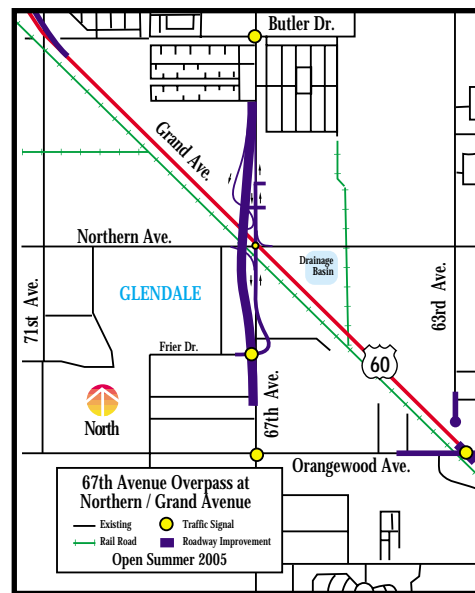 Butler Dr.
Grand Ave.
Northern Ave.
Drainage
Basin
71st Ave.
GLENDALE
63rd Ave.
Frier Dr.
60
67th Ave.
North
Orangewood Ave.
67th Avenue Overpass at
Northern / Grand Avenue
Existing
Traffic Signal
Rail Road
Roadway Improvement
Open Summer 2005